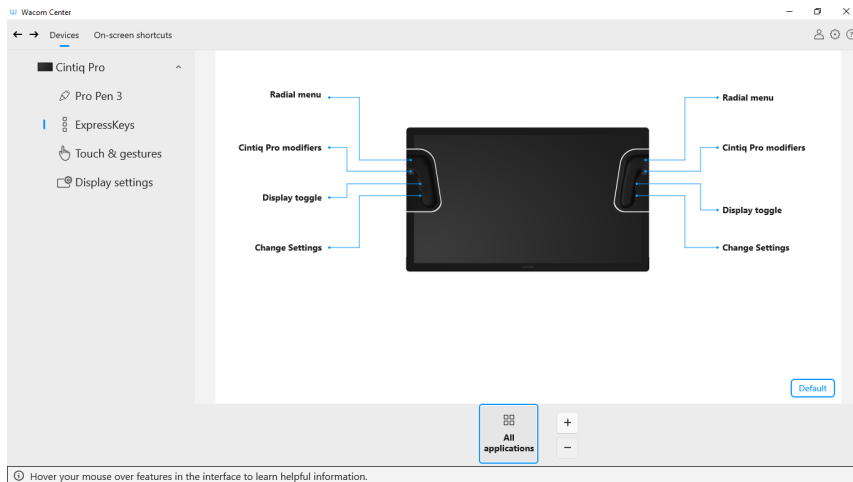 Wacom Center
Devices On-screen shortcuts
Cintiq Pro
Pro Pen 3
ExpressKeys
Touch & gestures
Display settings
Radial menu
Cintiq Pro modifiers
Display toggle
Change Settings
Radial menu
Cintiq Pro modifiers
Display toggle
Change Settings
Default
All
applications
Hover your mouse over features in the interface to learn helpful information.